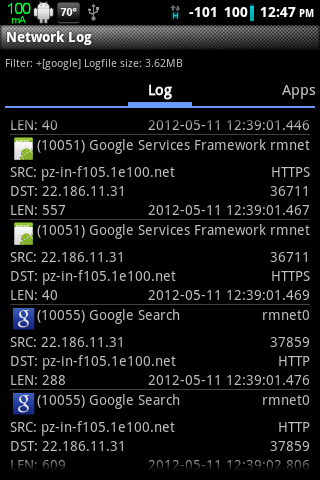 100 mA 70° -101 100 12:47 PM
Network Log
Filter: +[google] Logfile size: 3.62MB
Log Apps
LEN: 40 2012-05-11 12:39:01.446
(10051) Google Services Framework rmnet
SRC: pz-in-f105.1e100.net HTTPS
DST: 22.186.11.31 36711
LEN: 557 2012-05-11 12:39:01.467
(10051) Google Services Framework rmnet
SRC: 22.186.11.31 36711
DST: pz-in-f105.1e100.net HTTPS
LEN: 40 2012-05-11 12:39:01.469
g (10055) Google Search rmnet0
SRC: 22.186.11.31 37859
DST: pz-in-f105.1e100.net HTTP
LEN: 288 2012-05-11 12:39:01.476
g (10055) Google Search rmnet0
SRC: pz-in-f105.1e100.net HTTP
DST: 22.186.11.31 37859
LEN: 609 2012-05-11 12:39:02.806